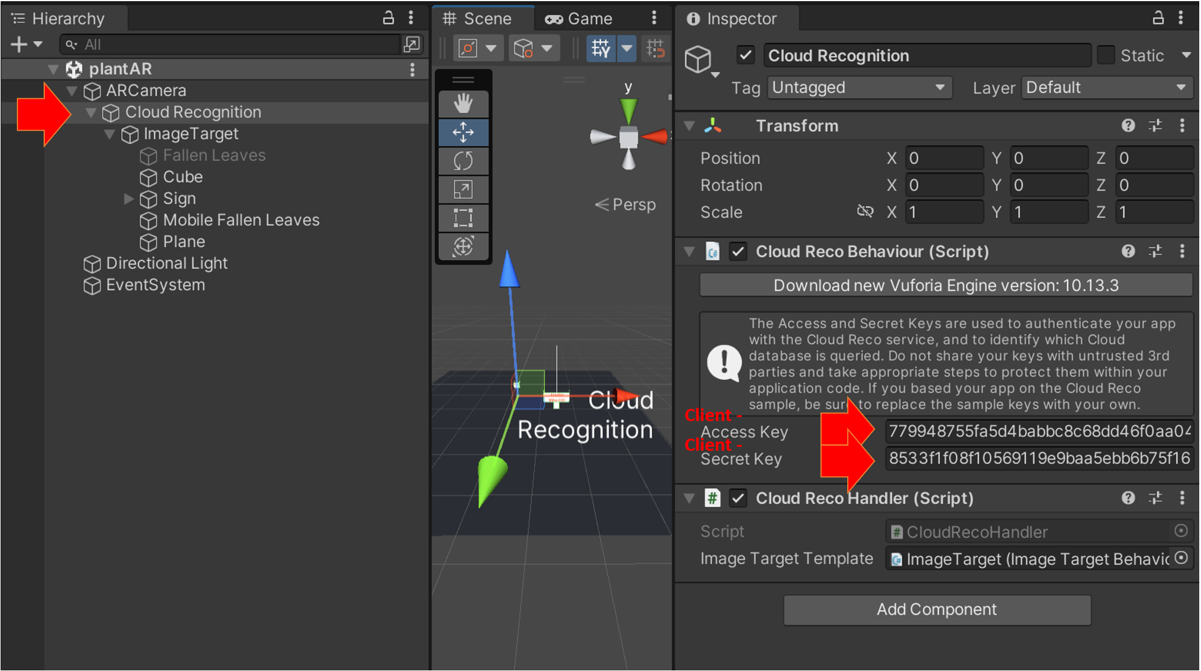 Hierarchy
All
plantAR
ARCamera
Cloud Recognition
ImageTarget
Fallen Leaves
Cube
Sign
Mobile Fallen Leaves
Plane
Directional Light
EventSystem
Scene
Game
y
Persp
Cloud
Recognition
Inspector
Cloud Recognition
Static
Tag Untagged Layer Default
Transform
Position X 0 Y 0 Z 0
Rotation X 0 Y 0 Z 0
Scale X 1 Y 1 Z 1
Cloud Reco Behaviour (Script)
Download new Vuforia Engine version: 10.13.3
The Access and Secret Keys are used to authenticate your app
with the Cloud Reco service, and to identify which Cloud
database is queried. Do not share your keys with untrusted 3rd
parties and take appropriate steps to protect them within your
application code. If you based your app on the Cloud Reco
sample, be sure to replace the sample keys with your own.
Client -
Access Key 779948755fa5d4babbc8c68dd46f0aa04
Client -
Secret Key 8533f1f08f10569119e9baa5ebb6b75f16
Cloud Reco Handler (Script)
Script CloudRecoHandler
Image Target Template ImageTarget (Image Target Behavio
Add Component